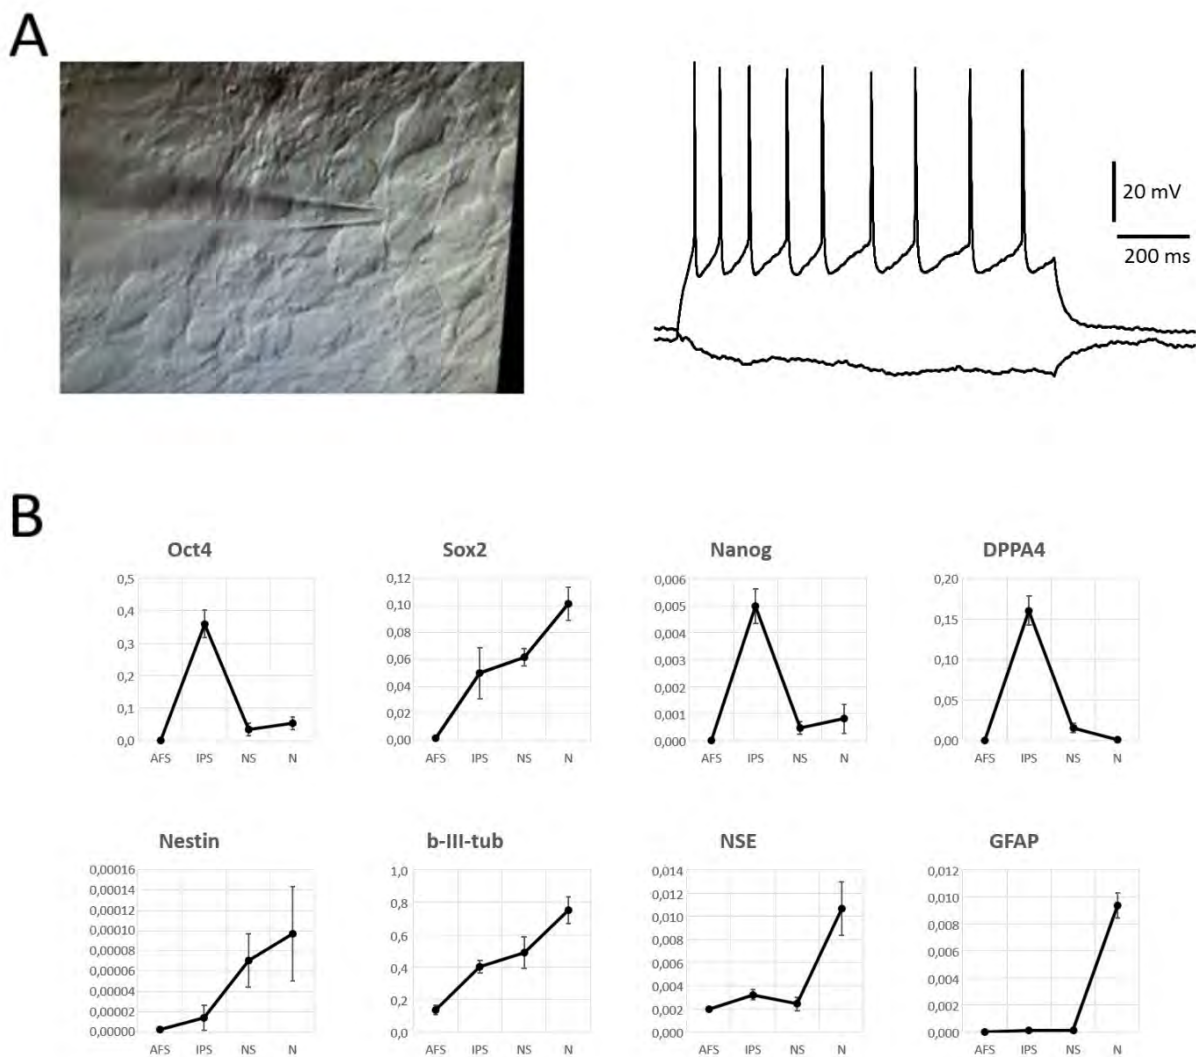 A
20 mV
200 ms
B
Oct4
0,5
0,4
0,3
0,2
0,1
0,0
AFS IPS NS N
Sox2
0,12
0,10
0,08
0,06
0,04
0,02
0,00
AFS IPS NS N
Nanog
0,006
0,005
0,004
0,003
0,002
0,001
0,000
AFS IPS NS N
DPPA4
0,20
0,15
0,10
0,05
0,00
AFS IPS NS N
Nestin
0,00016
0,00014
0,00012
0,00010
0,00008
0,00006
0,00004
0,00002
0,00000
AFS IPS NS N
b-III-tub
1,0
0,8
0,6
0,4
0,2
0,0
AFS IPS NS N
NSE
0,014
0,012
0,010
0,008
0,006
0,004
0,002
0,000
AFS IPS NS N
GFAP
0,012
0,010
0,008
0,006
0,004
0,002
0,000
AFS IPS NS N